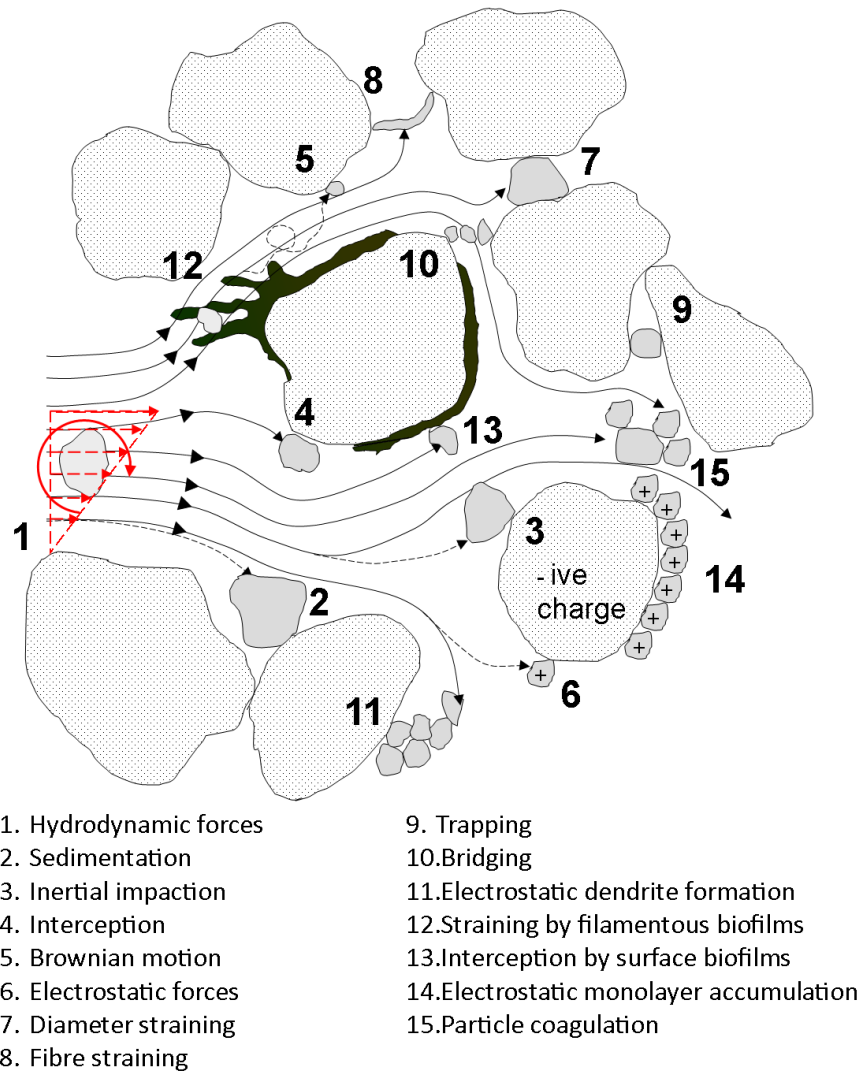 8
5
7
12
10
9
4
13
15
1
3
- ive
charge
14
2
6
11
+
+
+
+
+
+
+
+
1. Hydrodynamic forces
2. Sedimentation
3. Inertial impaction
4. Interception
5. Brownian motion
6. Electrostatic forces
7. Diameter straining
8. Fibre straining
9. Trapping
10.Bridging
11.Electrostatic dendrite formation
12.Straining by filamentous biofilms
13.Interception by surface biofilms
14.Electrostatic monolayer accumulation
15.Particle coagulation